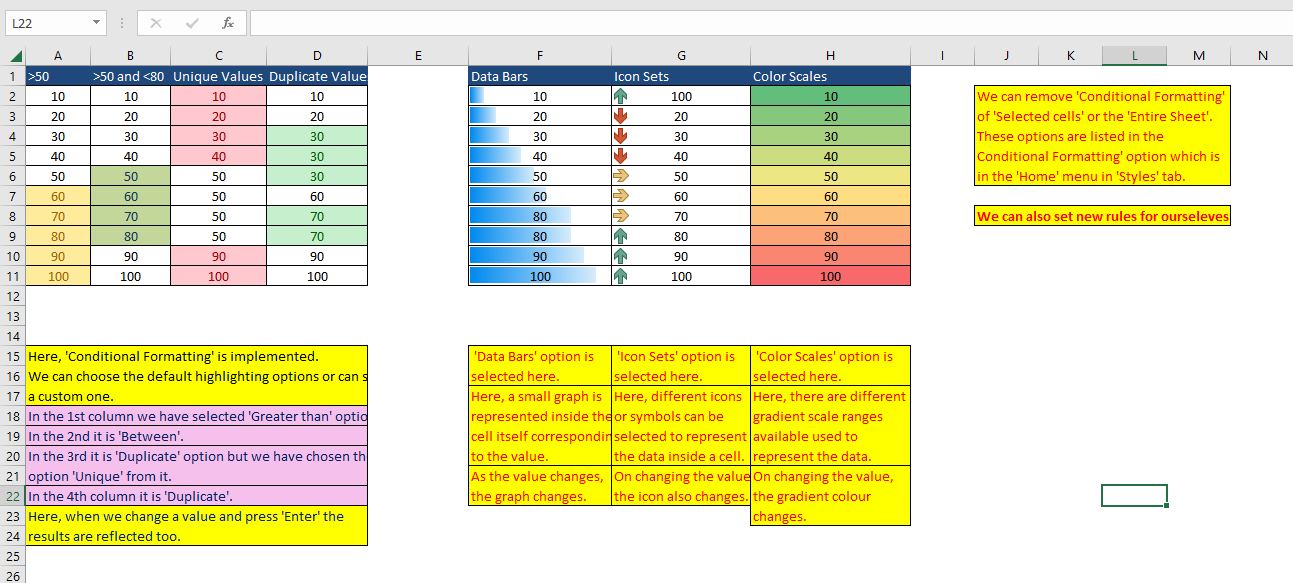 L22
fx
A B C D E F G H I J K L M N
1 >50 >50 and <80 Unique Values Duplicate Value Data Bars Icon Sets Color Scales
2 10 10 10 10 10 100 10 We can remove 'Conditional Formatting'
3 20 20 20 20 20 20 20 of 'Selected cells' or the 'Entire Sheet'.
4 30 30 30 30 30 30 30 These options are listed in the
5 40 40 40 30 40 40 40 Conditional Formatting' option which is
6 50 50 50 30 50 50 50 in the 'Home' menu in 'Styles' tab.
7 60 60 50 60 60 60 60
8 70 70 50 70 80 70 70 We can also set new rules for ourseleves
9 80 80 50 70 80 80 80
10 90 90 90 90 90 90 90
11 100 100 100 100 100 100 100
12
13
14
15 Here, 'Conditional Formatting' is implemented. 'Data Bars' option is 'Icon Sets' option is 'Color Scales' option is
16 We can choose the default highlighting options or can s selected here. selected here. selected here.
17 a custom one. Here, a small graph is Here, different icons Here, there are different
18 In the 1st column we have selected 'Greater than' optio represented inside the or symbols can be gradient scale ranges
19 In the 2nd it is 'Between'. cell itself correspondin selected to represent available used to
20 In the 3rd it is 'Duplicate' option but we have chosen th to the value. the data inside a cell. represent the data.
21 option 'Unique' from it. As the value changes, On changing the value On changing the value,
22 In the 4th column it is 'Duplicate'. the graph changes. the icon also changes. the gradient colour
23 Here, when we change a value and press 'Enter' the changes.
24 results are reflected too.
25
26